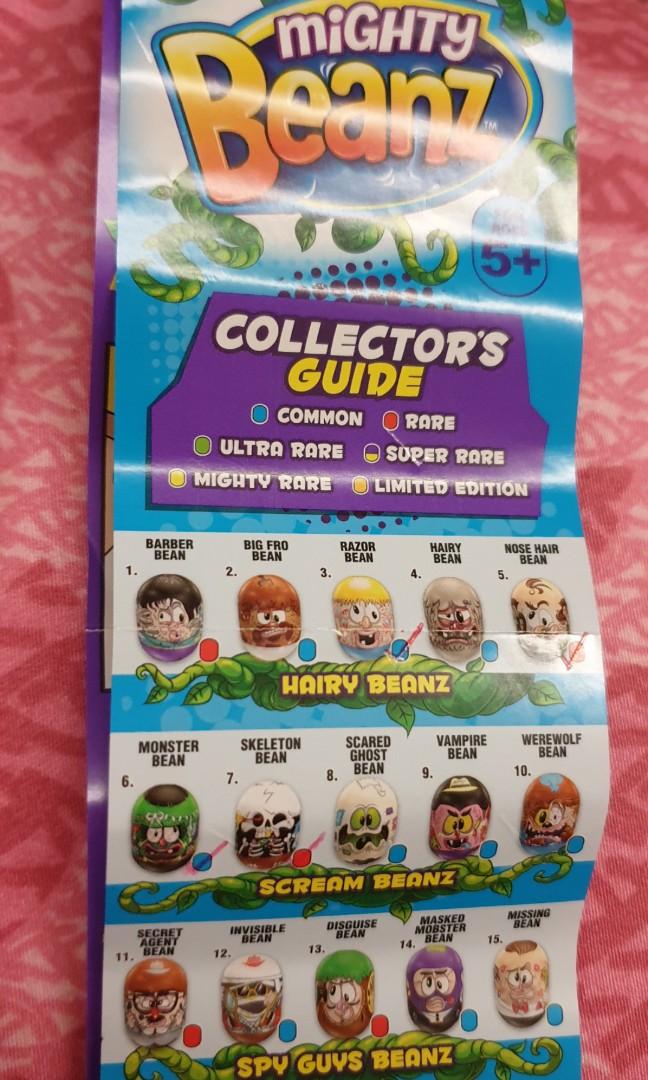 MIGHTY
Beanz™
FOR
AGES
5+
COLLECTOR'S
GUIDE
COMMON RARE
ULTRA RARE SUPER RARE
MIGHTY RARE LIMITED EDITION
BARBER
BEAN
1.
BIG FRO
BEAN
2.
RAZOR
BEAN
3.
HAIRY
BEAN
4.
NOSE HAIR
BEAN
5.
HAIRY BEANZ
MONSTER
BEAN
6.
SKELETON
BEAN
7.
SCARED
GHOST
BEAN
8.
VAMPIRE
BEAN
9.
WEREWOLF
BEAN
10.
SCREAM BEANZ
SECRET
AGENT
BEAN
11.
INVISIBLE
BEAN
12.
DISGUISE
BEAN
13.
MASKED
MOBSTER
BEAN
14.
MISSING
BEAN
15.
SPY GUYS BEANZ